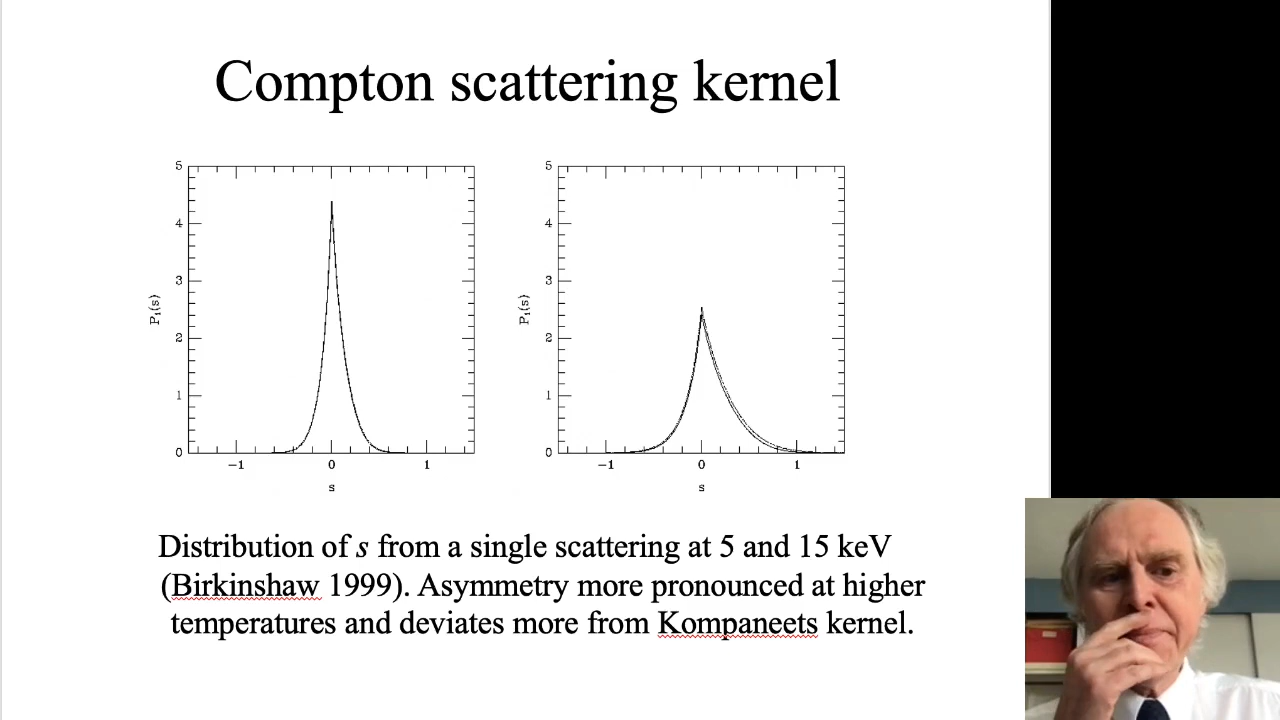 Compton scattering kernel
5
4
3
2
1
0
P₁(s)
−1 0 1
s
5
4
3
2
1
0
P₁(s)
−1 0 1
s
Distribution of s from a single scattering at 5 and 15 keV
(Birkinshaw 1999). Asymmetry more pronounced at higher
temperatures and deviates more from Kompaneets kernel.